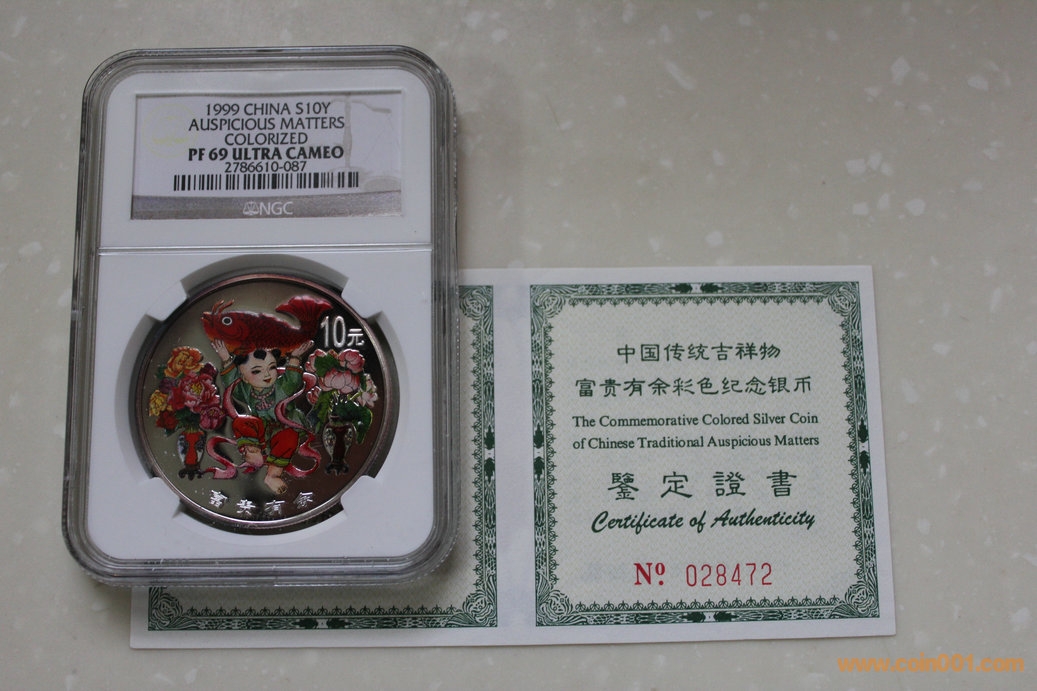 1999 CHINA S10Y
AUSPICIOUS MATTERS
COLORIZED
PF 69 ULTRA CAMEO
2786610-087
NGC
10元
富贵有余
中国传统吉祥物
富贵有余彩色纪念银币
The Commemorative Colored Silver Coin
of Chinese Traditional Auspicious Matters
鑒定證書
Certificate of Authenticity
Nº 028472
www.coin001.com